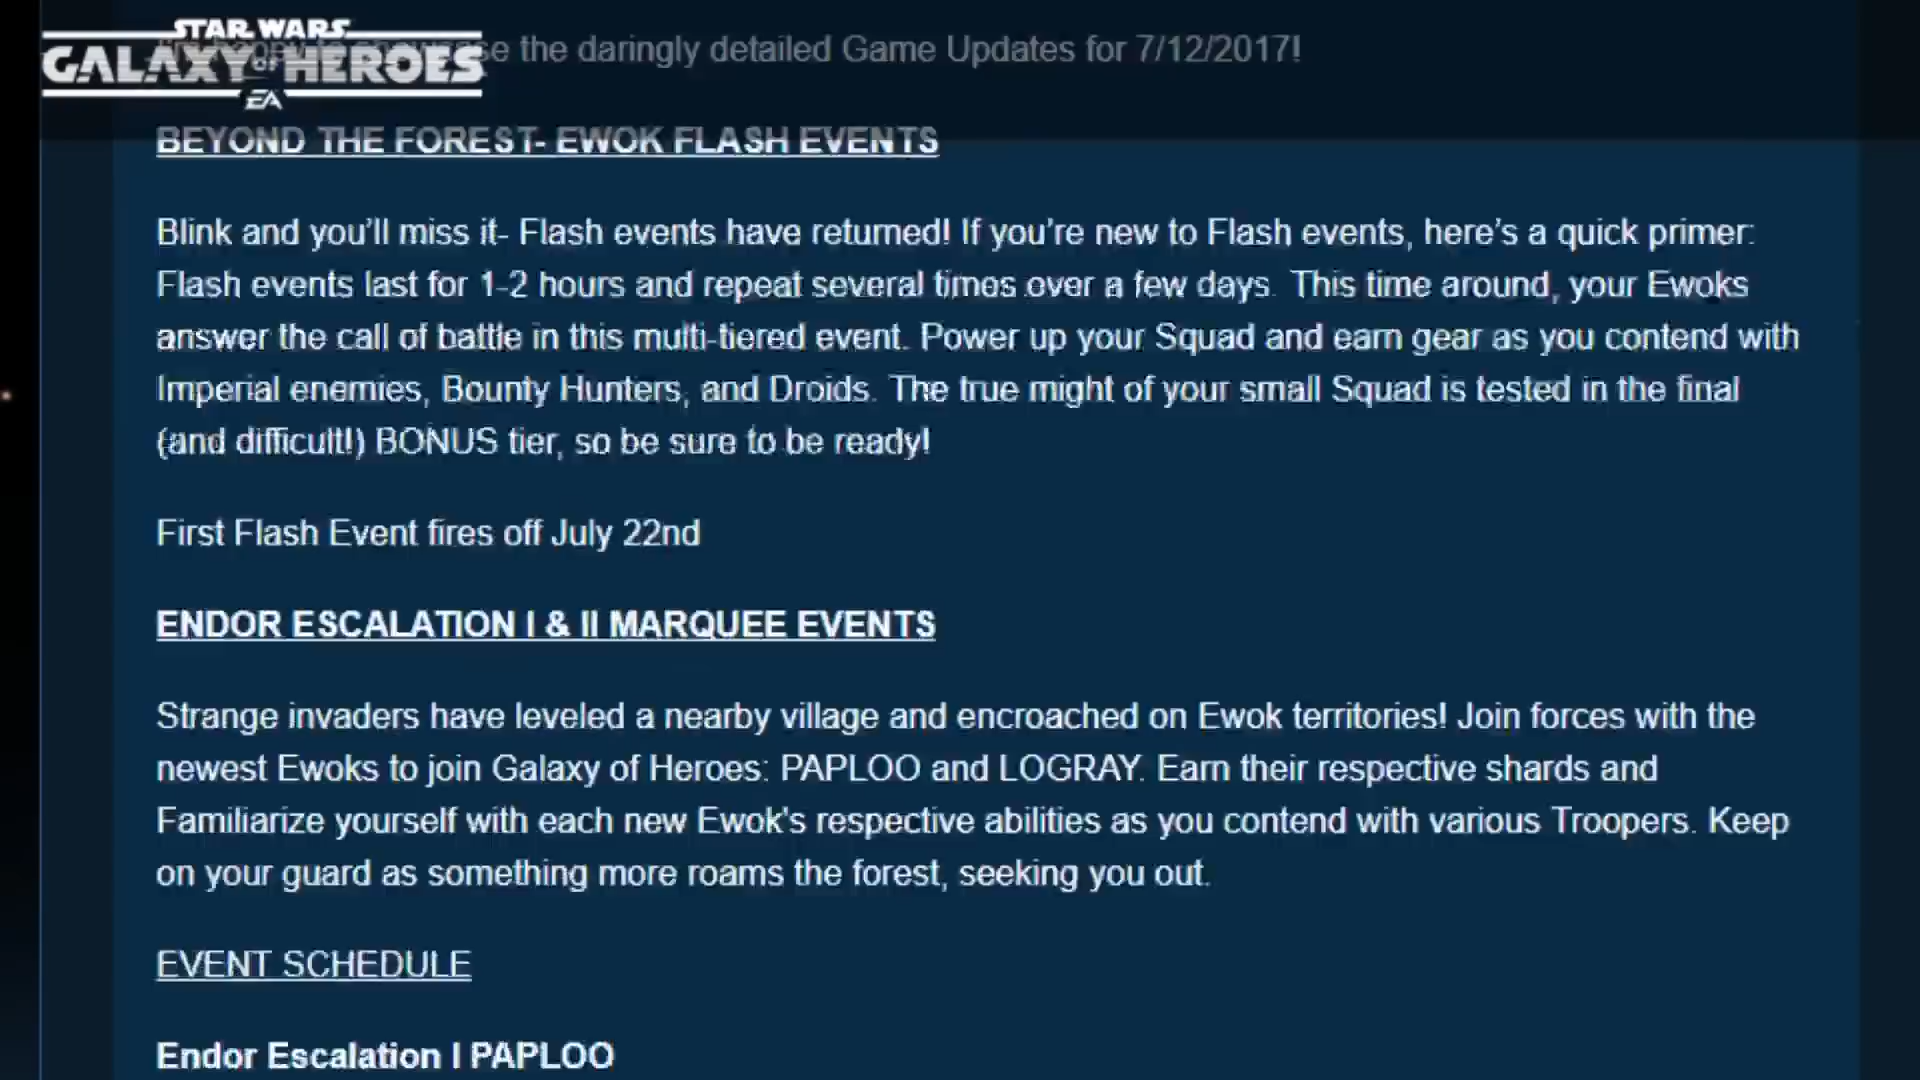 STAR WARS
GALAXY OF HEROES
EA
se the daringly detailed Game Updates for 7/12/2017!
BEYOND THE FOREST- EWOK FLASH EVENTS
Blink and you'll miss it- Flash events have returned! If you're new to Flash events, here's a quick primer:
Flash events last for 1-2 hours and repeat several times over a few days. This time around, your Ewoks
answer the call of battle in this multi-tiered event. Power up your Squad and earn gear as you contend with
Imperial enemies, Bounty Hunters, and Droids. The true might of your small Squad is tested in the final
(and difficult!) BONUS tier, so be sure to be ready!
First Flash Event fires off July 22nd
ENDOR ESCALATION I & II MARQUEE EVENTS
Strange invaders have leveled a nearby village and encroached on Ewok territories! Join forces with the
newest Ewoks to join Galaxy of Heroes: PAPLOO and LOGRAY. Earn their respective shards and
Familiarize yourself with each new Ewok's respective abilities as you contend with various Troopers. Keep
on your guard as something more roams the forest, seeking you out.
EVENT SCHEDULE
Endor Escalation I PAPLOO